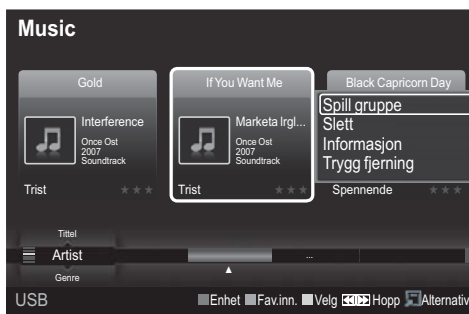 Music
Gold
If You Want Me
Black Capricorn Day
Interference
Once Ost
2007
Soundtrack
Trist
Marketa Irgl...
Once Ost
2007
Soundtrack
Trist
Spill gruppe
Slett
Informasjon
Trygg fjerning
Spennende
Tittel
Artist
Genre
...
USB Enhet Fav.inn. Velg Hopp Alternativ